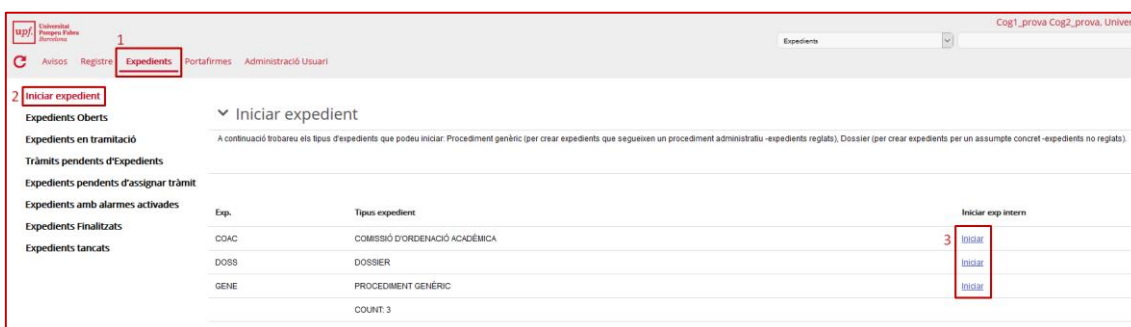 upf. Universitat Pompeu Fabra Barcelona
Cog1_prova Cog2_prova, Univer
1
Expedients
Avisos Registre Expedients Portafirmes Administració Usuari
2 Iniciar expedient
Expedients Oberts
Expedients en tramitació
Tràmits pendents d'Expedients
Expedients pendents d'assignar tràmit
Expedients amb alarmes activades
Expedients Finalitzats
Expedients tancats
Iniciar expedient
A continuació trobareu els tipus d'expedients que podeu iniciar: Procediment genèric (per crear expedients que segueixen un procediment administratiu -expedients reglats), Dossier (per crear expedients per un assumpte concret -expedients no reglats).
Exp. Tipus expedient Iniciar exp intern
COAC COMISSIÓ D'ORDENACIÓ ACADÈMICA 3 Iniciar
DOSS DOSSIER Iniciar
GENE PROCEDIMENT GENÈRIC Iniciar
COUNT: 3